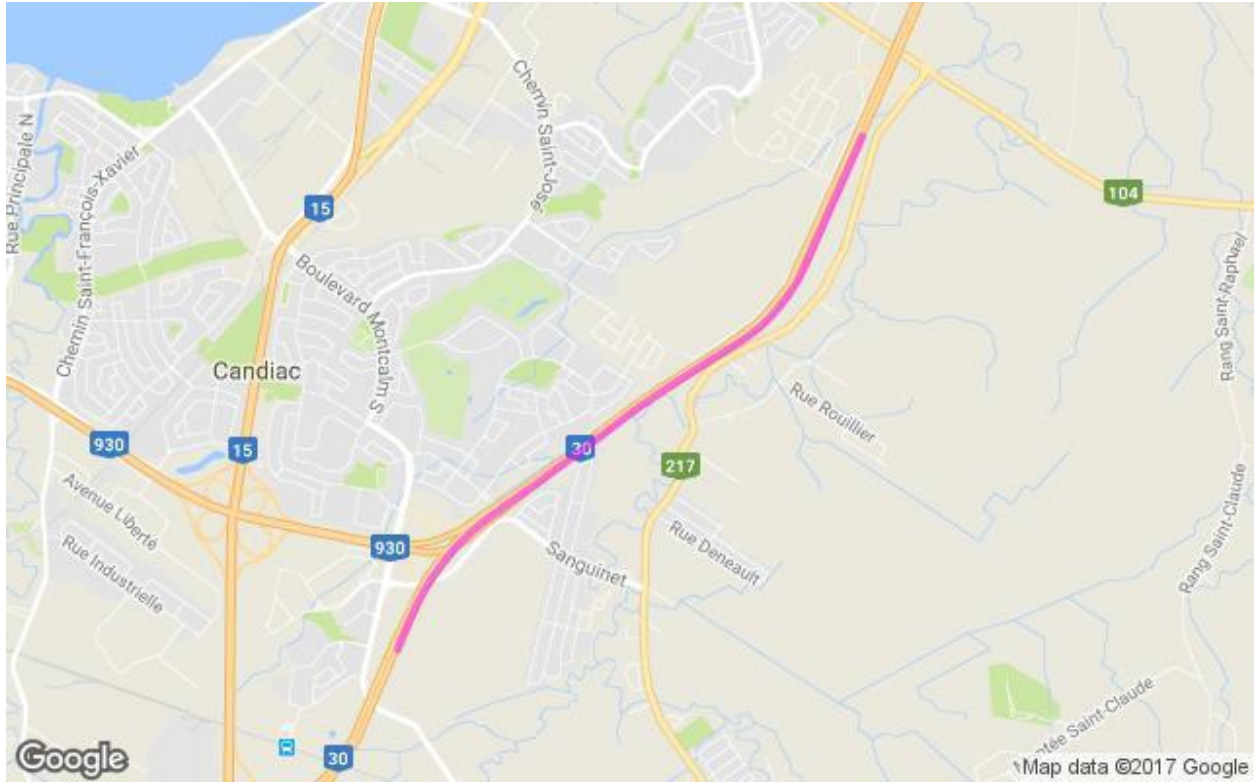 Rue Principale N
Chemin Saint-François-Xavier
Chemin Saint-José
15
104
Boulevard Montcalm S
Rang Saint-Raphael
Candiac
Rue Rouillier
930
15
30
217
Avenue Liberté
Rue Industrielle
930
Sanguinet
Rue Deneault
Rang Saint-Claude
Saint-Claude
30
Google
Map data ©2017 Google